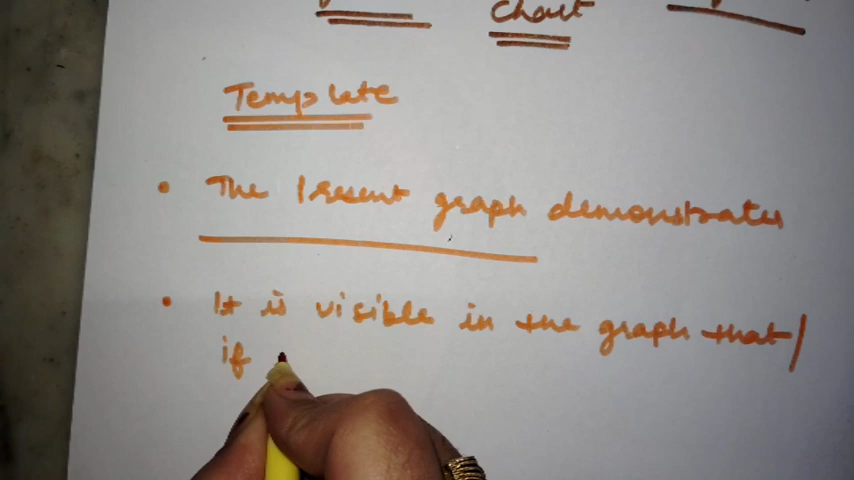 Chart
Template
• The Present graph demonstrates
• It is visible in the graph that/
if